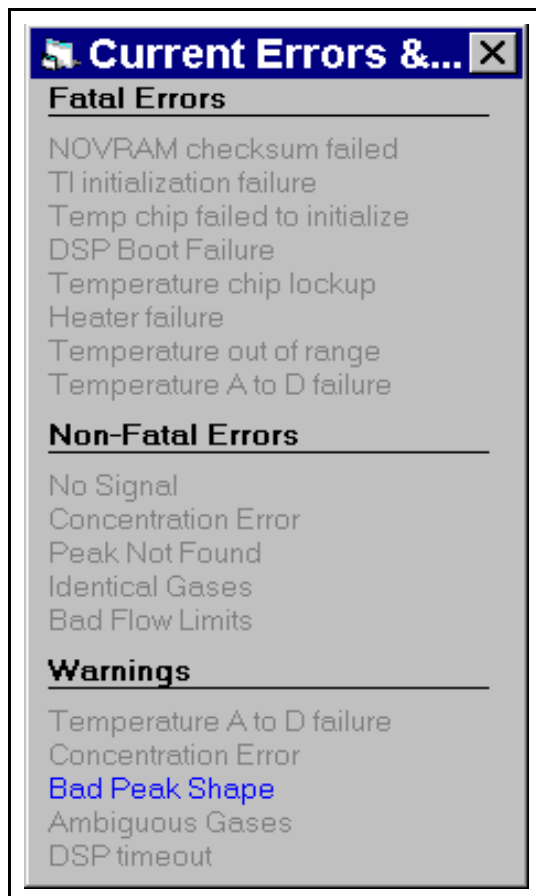 Current Errors &...
Fatal Errors
NOVRAM checksum failed
TI initialization failure
Temp chip failed to initialize
DSP Boot Failure
Temperature chip lockup
Heater failure
Temperature out of range
Temperature A to D failure
Non-Fatal Errors
No Signal
Concentration Error
Peak Not Found
Identical Gases
Bad Flow Limits
Warnings
Temperature A to D failure
Concentration Error
Bad Peak Shape
Ambiguous Gases
DSP timeout